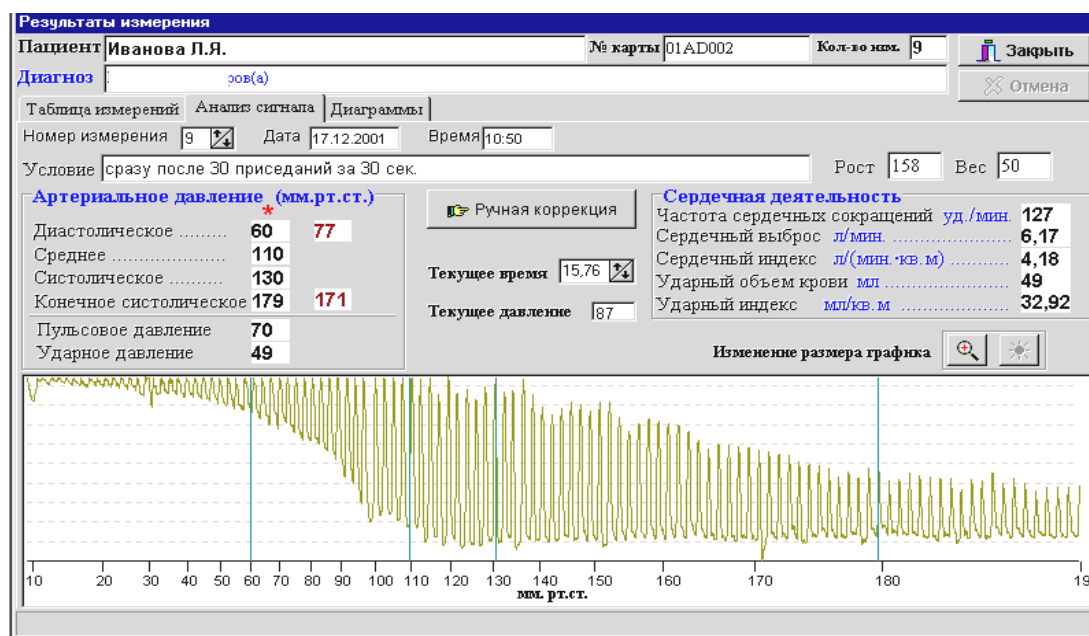 Результаты измерения
Пациент Иванова Л.Я. № карты 01AD002 Кол-во изм. 9 Закрыть
Диагноз ров(а) Отмена
Таблица измерений Анализ сигнала Диаграммы
Номер измерения 9 Дата 17.12.2001 Время 10:50
Условие сразу после 30 приседаний за 30 сек. Рост 158 Вес 50
Артериальное давление (мм.рт.ст.) Ручная коррекция Сердечная деятельность
*
Частота сердечных сокращений уд./мин. 127
Диастолическое ......... 60 77 Сердечный выброс л/мин. ...................... 6,17
Среднее .................... 110 Сердечный индекс л/(мин.·кв.м) ........... 4,18
Систолическое ........... 130 Текущее время 15,76 Ударный объем крови мл ....................... 49
Конечное систолическое 179 171 Текущее давление 87 Ударный индекс мл/кв.м .................... 32,92
Пульсовое давление 70
Ударное давление 49 Изменение размера графика
10 20 30 40 50 60 70 80 90 100 110 120 130 140 150 160 170 180 19
мм. рт.ст.